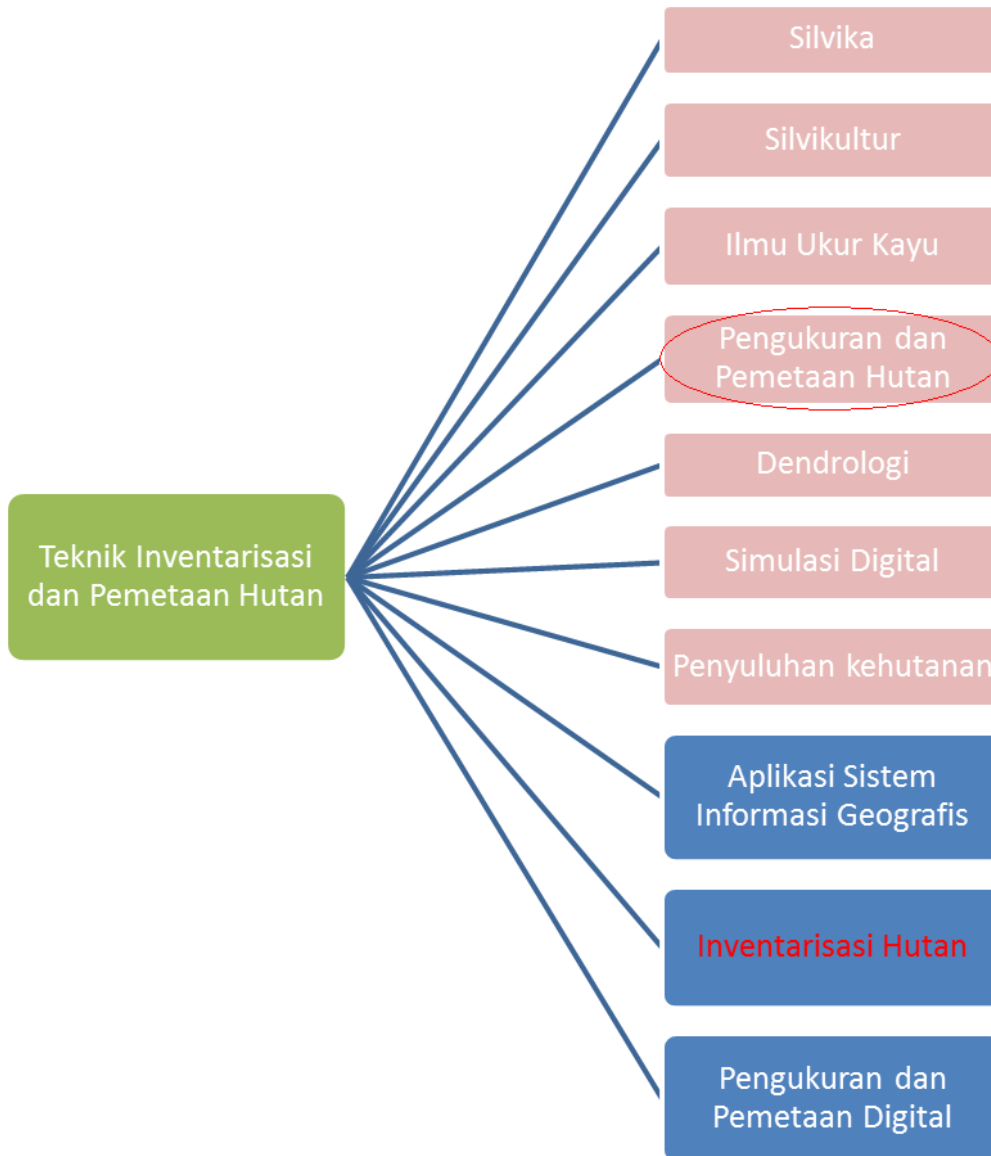 Silvika
Silvikultur
Ilmu Ukur Kayu
Pengukuran dan
Pemetaan Hutan
Dendrologi
Teknik Inventarisasi
dan Pemetaan Hutan
Simulasi Digital
Penyuluhan kehutanan
Aplikasi Sistem
Informasi Geografis
Inventarisasi Hutan
Pengukuran dan
Pemetaan Digital